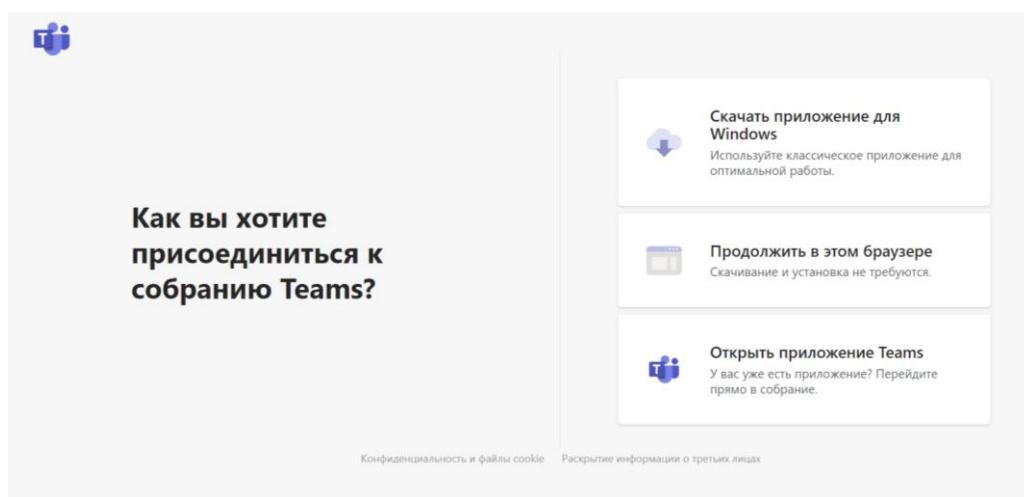 Как вы хотите
присоединиться к
собранию Teams?
Скачать приложение для
Windows
Используйте классическое приложение для
оптимальной работы.
Продолжить в этом браузере
Скачивание и установка не требуются.
Открыть приложение Teams
У вас уже есть приложение? Перейдите
прямо в собрание.
Конфиденциальность и файлы cookie Раскрытие информации о третьих лицах